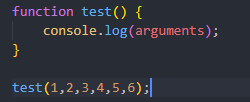 function test() {
    console.log(arguments);
}

test(1,2,3,4,5,6);